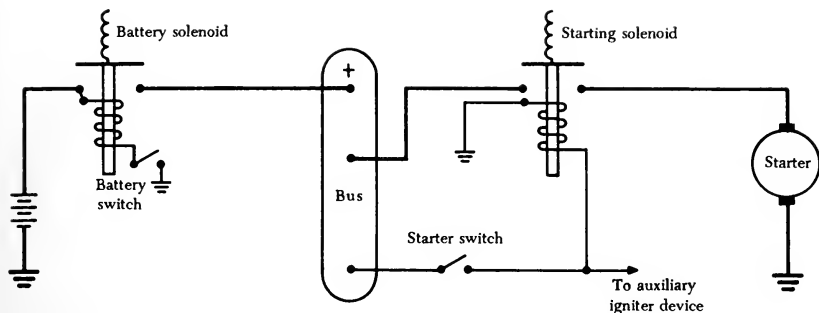 Battery solenoid
Starting solenoid
+
Battery
switch
Bus
Starter switch
Starter
To auxiliary
igniter device